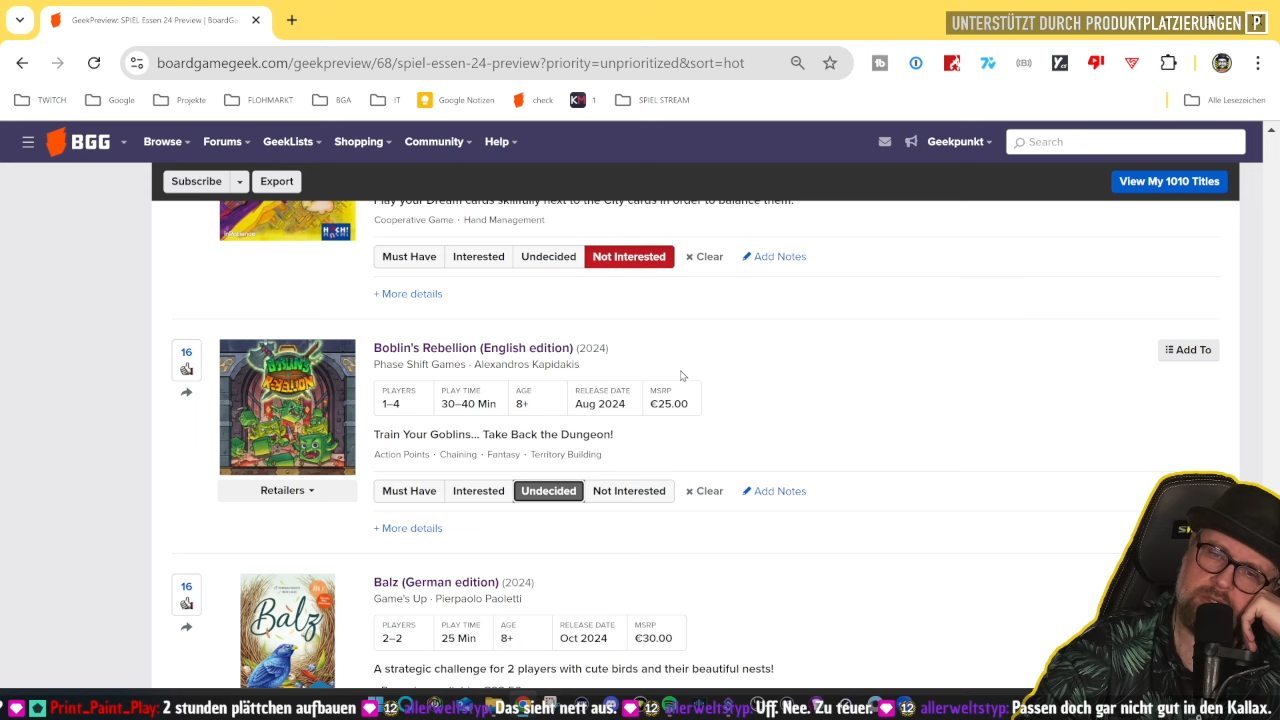 GeekPreview: SPIEL Essen 24 Preview | BoardGa
UNTERSTÜTZT DURCH PRODUKTPLATZIERUNGEN P
boardgamegeek.com/geekpreview/68/spiel-essen-24-preview?priority=unprioritized&sort=hot
TWITCH Google Projekte FLOHMARKT BGA IT Google Notizen check 1 SPIEL STREAM Alle Lesezeichen
BGG Browse Forums GeekLists Shopping Community Help Geekpunkt Search
Subscribe Export View My 1010 Titles
Play your Dream cards skillfully next to the City cards in order to balance them.
HUCH!
Cooperative Game · Hand Management
Must Have Interested Undecided Not Interested × Clear Add Notes
+ More details
16
Boblin's Rebellion (English edition) (2024)
Add To
Phase Shift Games · Alexandros Kapidakis
BOBLIN'S REBELLION
PLAYERS PLAY TIME AGE RELEASE DATE MSRP
1–4 30–40 Min 8+ Aug 2024 €25.00
Train Your Goblins... Take Back the Dungeon!
Action Points · Chaining · Fantasy · Territory Building
Retailers
Must Have Interested Undecided Not Interested × Clear Add Notes
+ More details
16
Balz (German edition) (2024)
Game's Up · Pierpaolo Paoletti
Balz
PLAYERS PLAY TIME AGE RELEASE DATE MSRP
2–2 25 Min 8+ Oct 2024 €30.00
A strategic challenge for 2 players with cute birds and their beautiful nests!
? Print_Paint_Play: 2 stunden plättchen aufbauen 12 allerweltstyp: Das sieht nett aus. 12 allerweltstyp: Uff. Nee. Zu teuer. 12 allerweltstyp: Passen doch gar nicht gut in den Kallax.